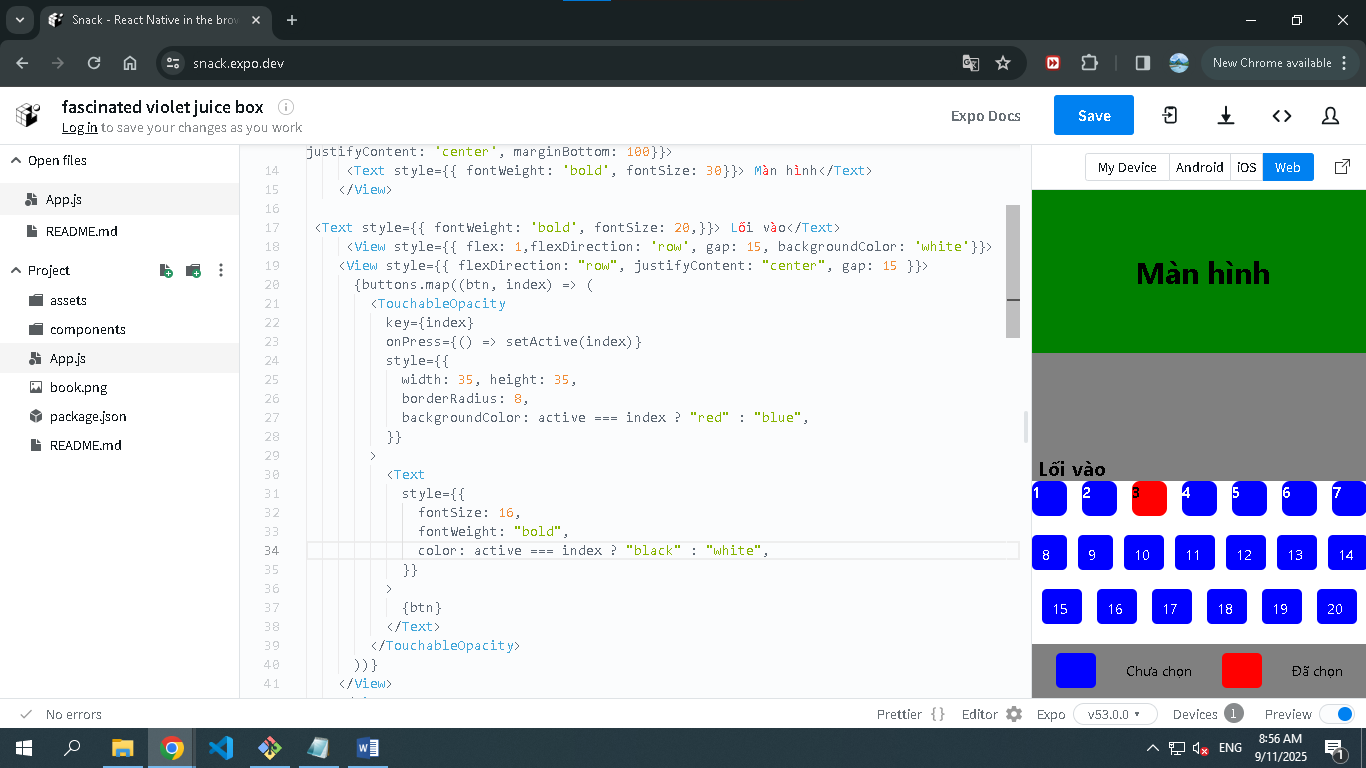 Snack - React Native in the brow
snack.expo.dev
New Chrome available
fascinated violet juice box
Log in to save your changes as you work
Expo Docs
Save
Open files
App.js
README.md
Project
assets
components
App.js
book.png
package.json
README.md
justifyContent: 'center', marginBottom: 100}}>
14 <Text style={{ fontWeight: 'bold', fontSize: 30}}> Màn hình</Text>
15 </View>
16
17 <Text style={{ fontWeight: 'bold', fontSize: 20,}}> Lối vào</Text>
18 <View style={{ flex: 1,flexDirection: 'row', gap: 15, backgroundColor: 'white'}}>
19 <View style={{ flexDirection: "row", justifyContent: "center", gap: 15 }}>
20 {buttons.map((btn, index) => (
21 <TouchableOpacity
22 key={index}
23 onPress={() => setActive(index)}
24 style={{
25 width: 35, height: 35,
26 borderRadius: 8,
27 backgroundColor: active === index ? "red" : "blue",
28 }}
29 >
30 <Text
31 style={{
32 fontSize: 16,
33 fontWeight: "bold",
34 color: active === index ? "black" : "white",
35 }}
36 >
37 {btn}
38 </Text>
39 </TouchableOpacity>
40 ))}
41 </View>
My Device Android iOS Web
Màn hình
Lối vào
1 2 3 4 5 6 7
8 9 10 11 12 13 14
15 16 17 18 19 20
Chưa chọn Đã chọn
No errors
Prettier {} Editor Expo v53.0.0 Devices 1 Preview
ENG
8:56 AM
9/11/2025
1